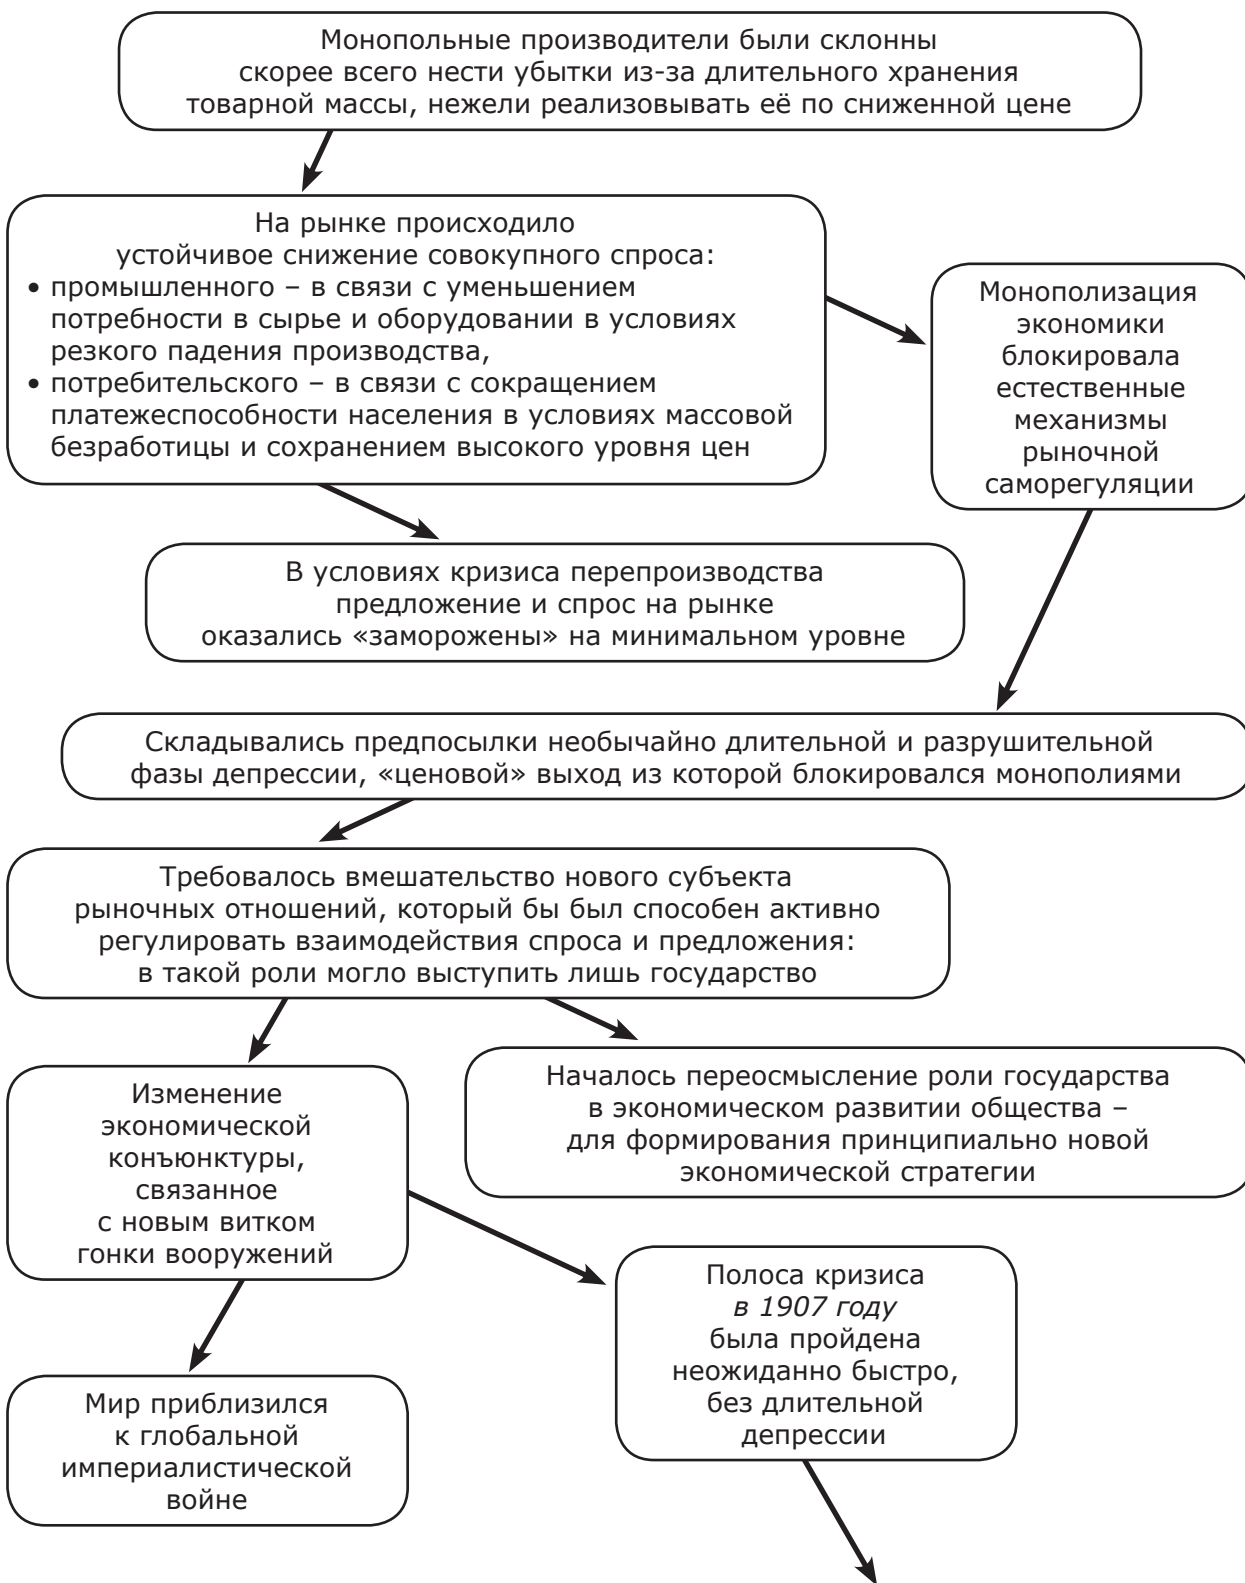 Монопольные производители были склонны
скорее всего нести убытки из-за длительного хранения
товарной массы, нежели реализовывать её по сниженной цене
На рынке происходило
устойчивое снижение совокупного спроса:
• промышленного – в связи с уменьшением
потребности в сырье и оборудовании в условиях
резкого падения производства,
• потребительского – в связи с сокращением
платежеспособности населения в условиях массовой
безработицы и сохранением высокого уровня цен
Монополизация
экономики
блокировала
естественные
механизмы
рыночной
саморегуляции
В условиях кризиса перепроизводства
предложение и спрос на рынке
оказались «заморожены» на минимальном уровне
Складывались предпосылки необычайно длительной и разрушительной
фазы депрессии, «ценовой» выход из которой блокировался монополиями
Требовалось вмешательство нового субъекта
рыночных отношений, который бы был способен активно
регулировать взаимодействия спроса и предложения:
в такой роли могло выступить лишь государство
Изменение
экономической
конъюнктуры,
связанное
с новым витком
гонки вооружений
Началось переосмысление роли государства
в экономическом развитии общества –
для формирования принципиально новой
экономической стратегии
Полоса кризиса
в 1907 году
была пройдена
неожиданно быстро,
без длительной
депрессии
Мир приблизился
к глобальной
империалистической
войне